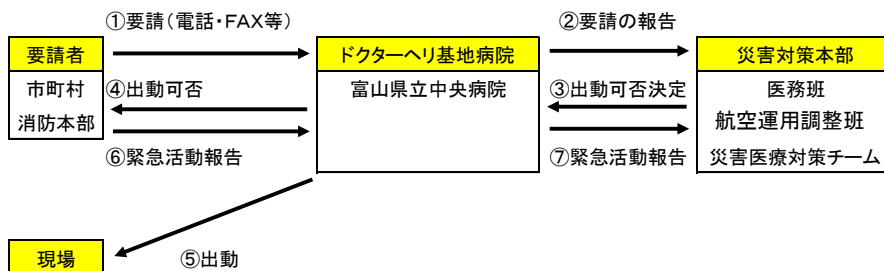 ①要請（電話・FAX等）
②要請の報告
要請者
ドクターヘリ基地病院
災害対策本部
市町村
④出動可否
富山県立中央病院
③出動可否決定
医務班
消防本部
航空運用調整班
⑥緊急活動報告
⑦緊急活動報告
災害医療対策チーム
現場
⑤出動